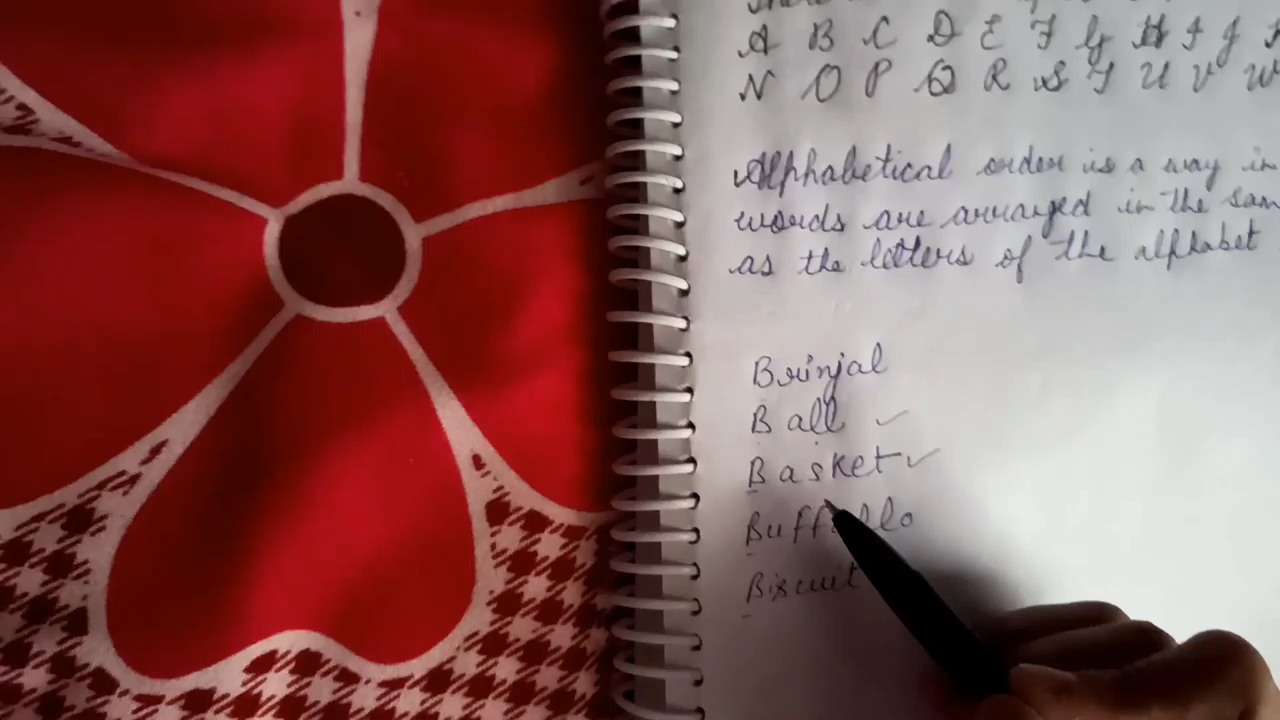 A B C D E F G H I J
N O P Q R S T U V W
Alphabetical order is a way in
words are arranged in the
as the letters of the alphabet
Brinjal
Ball ✓
Basket ✓
Buffallo
Biscuit